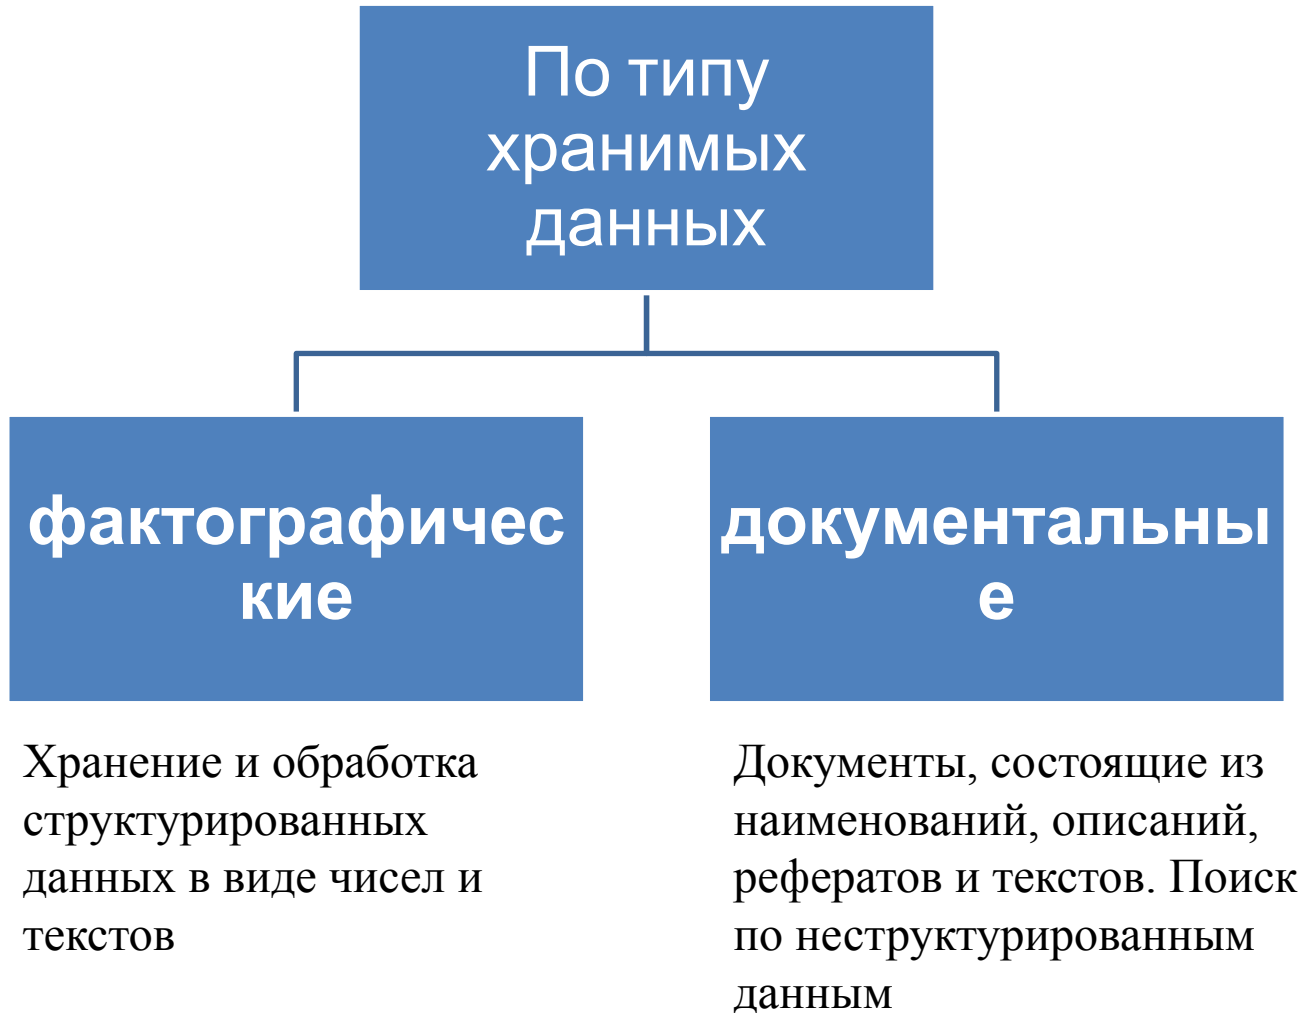 По типу
хранимых
данных
фактографичес
кие
документальны
е
Хранение и обработка
структурированных
данных в виде чисел и
текстов
Документы, состоящие из
наименований, описаний,
рефератов и текстов. Поиск
по неструктурированным
данным